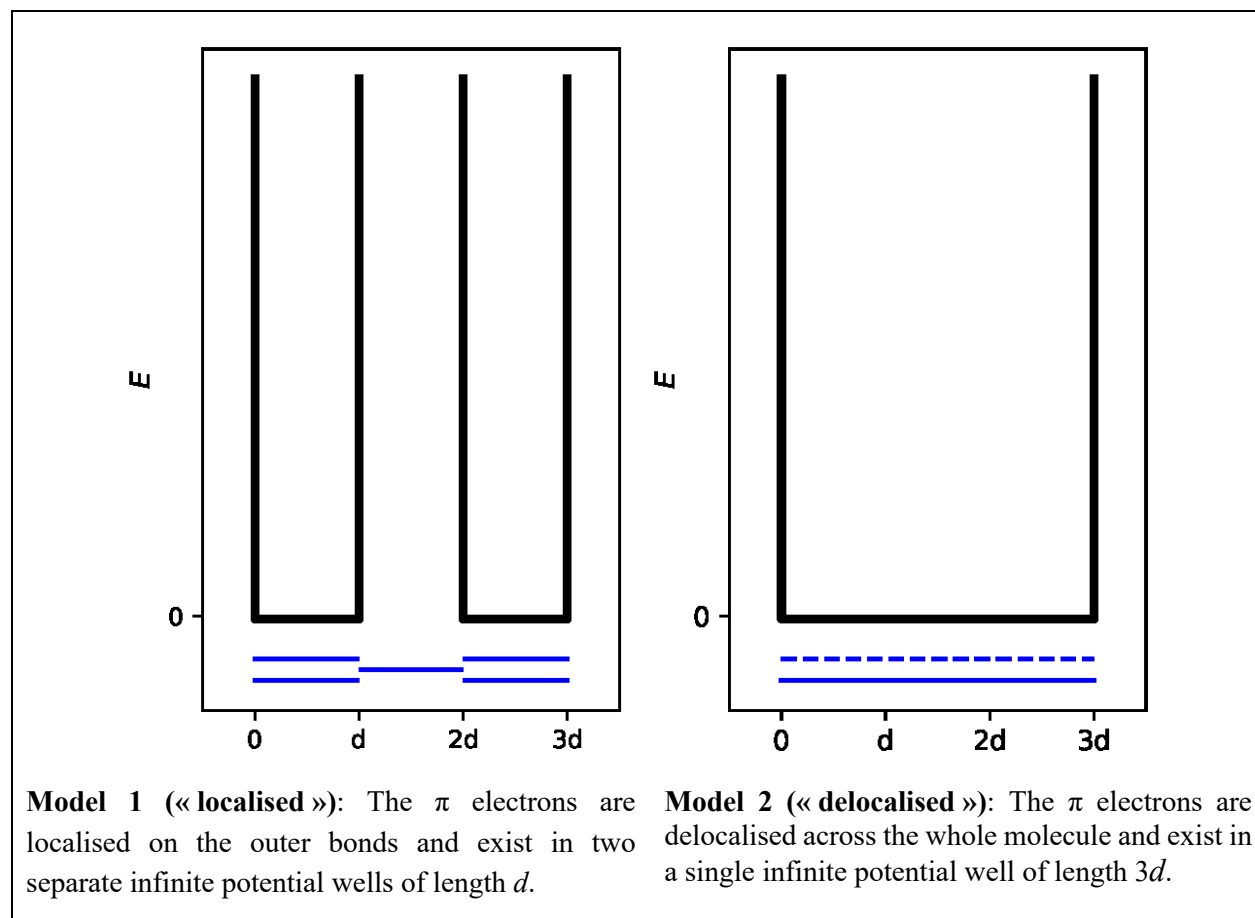 E
0
0 d 2d 3d
E
0
0 d 2d 3d
Model 1 (« localised »): The π electrons are
localised on the outer bonds and exist in two
separate infinite potential wells of length d.
Model 2 (« delocalised »): The π electrons are
delocalised across the whole molecule and exist in
a single infinite potential well of length 3d.